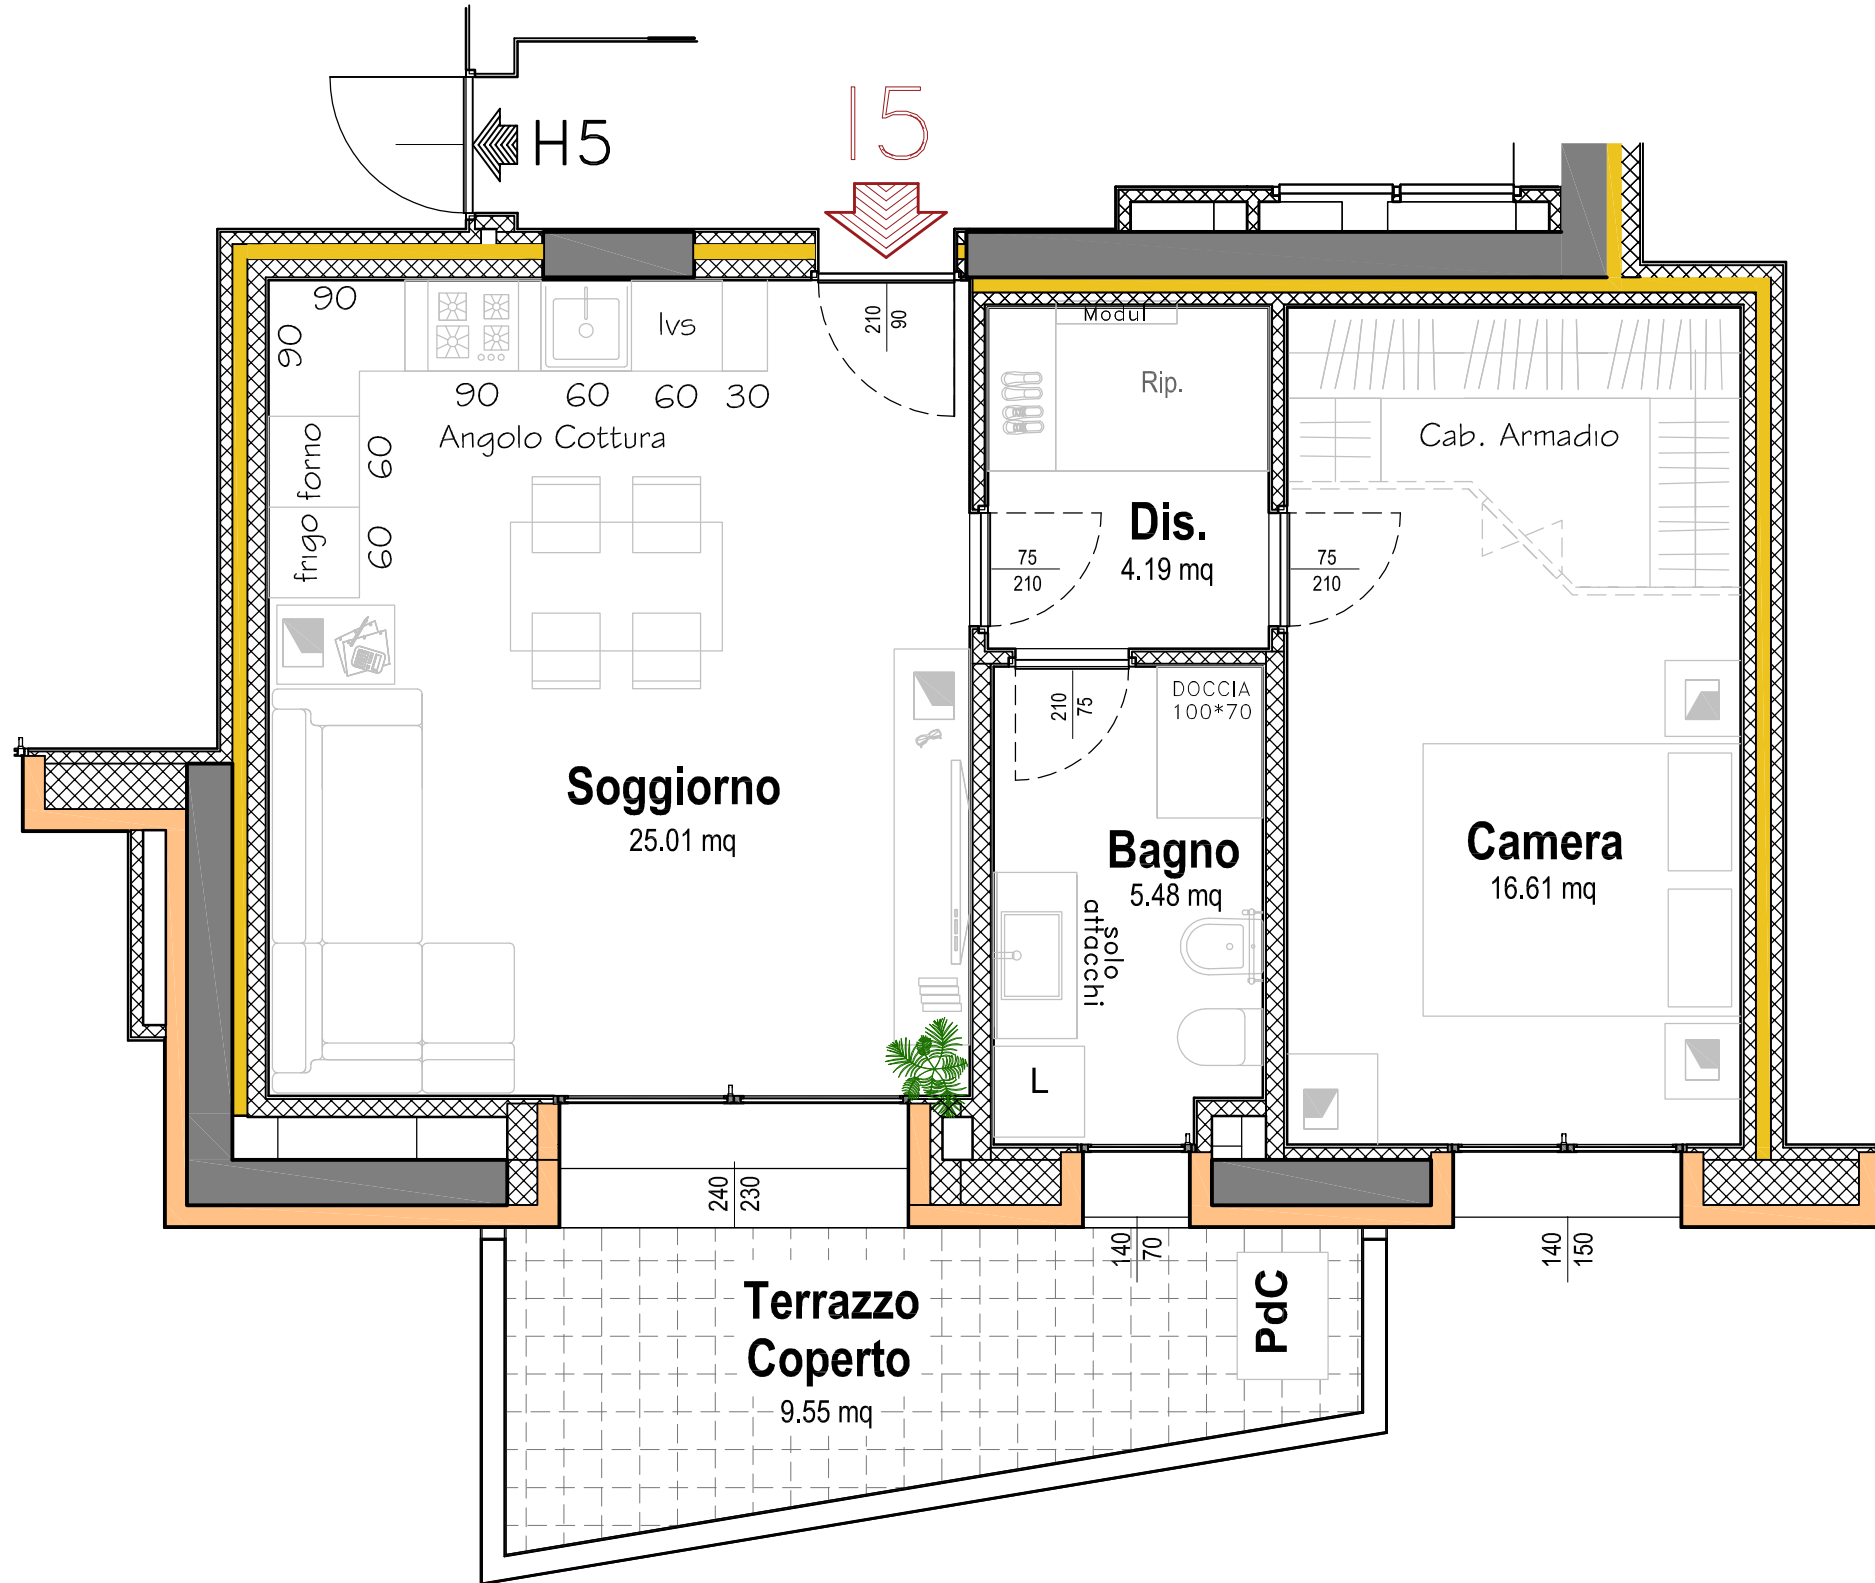 H5
I5
90
90
lvs
90
60
60
30
Angolo Cottura
forno
60
frigo
60
210
90
Modul
Rip.
Cab. Armadio
Dis.
4.19 mq
75
210
75
210
210
75
DOCCIA
100*70
Soggiorno
25.01 mq
Bagno
5.48 mq
solo
attacchi
L
Camera
16.61 mq
240
230
140
70
140
150
Terrazzo
Coperto
9.55 mq
PdC